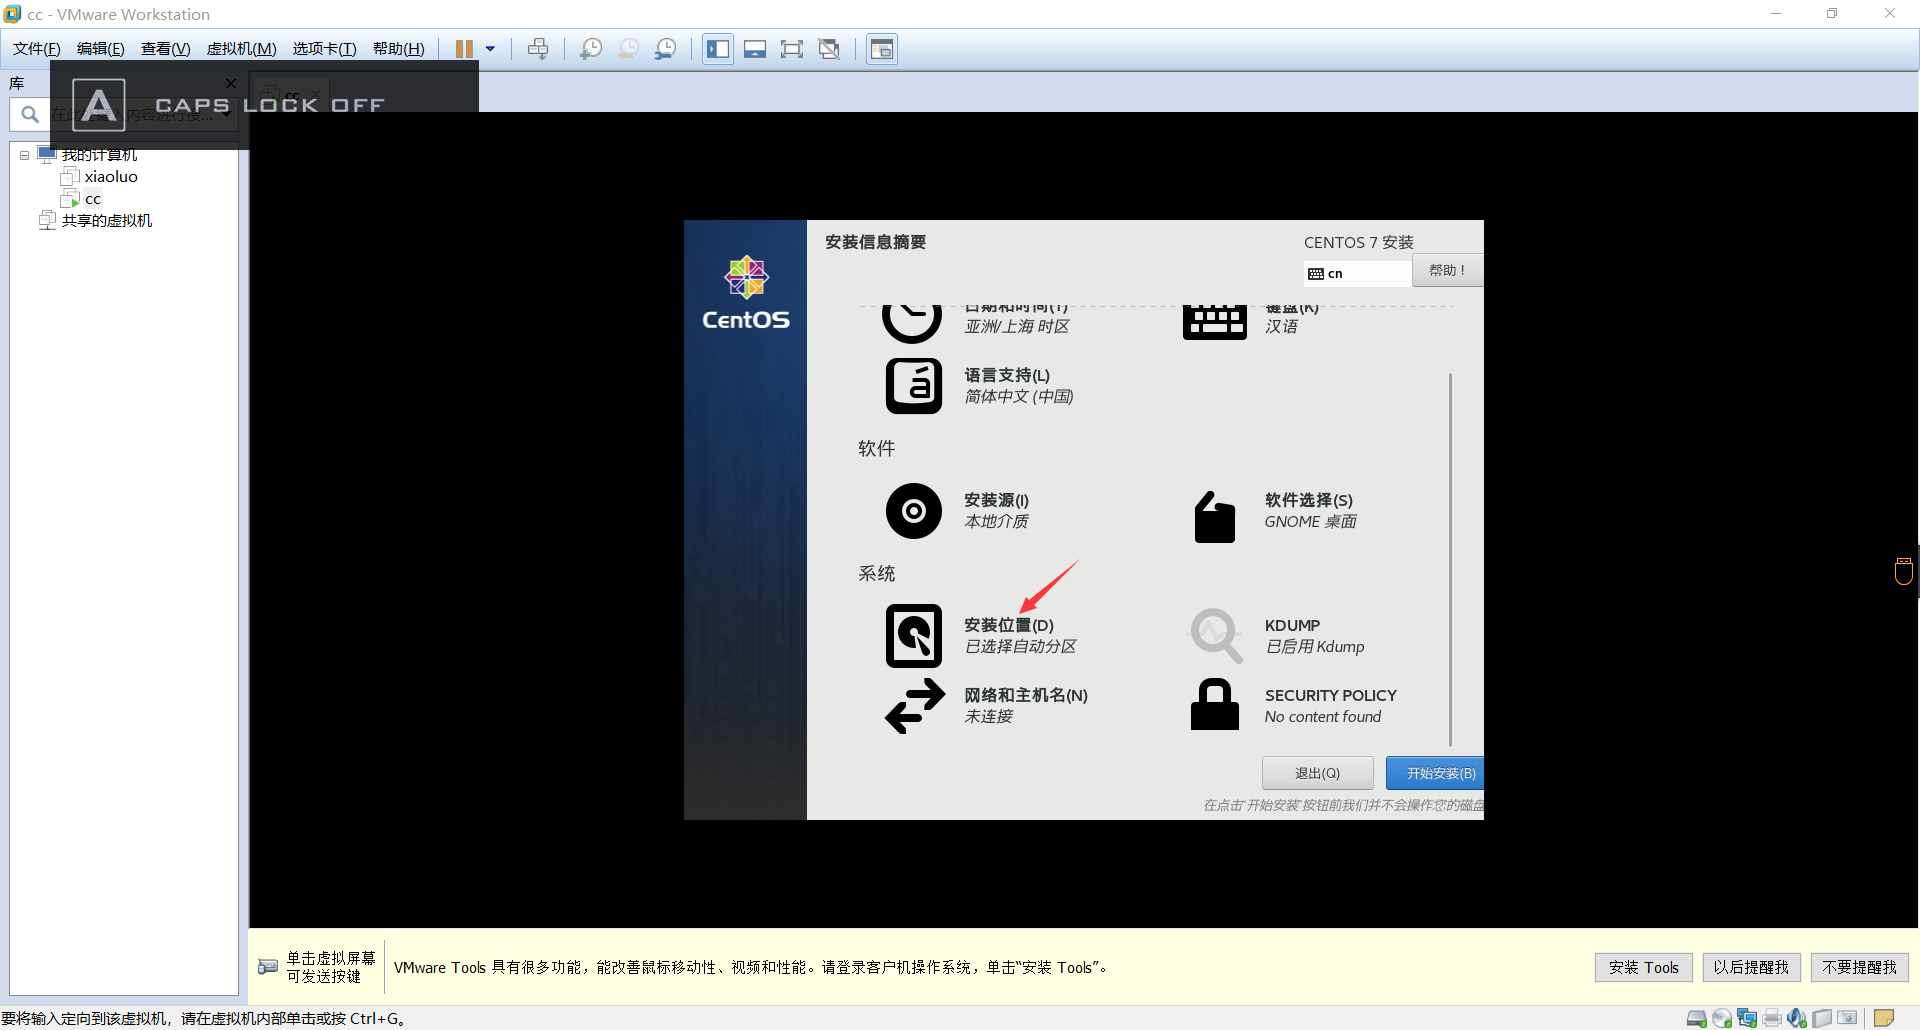 cc - VMware Workstation
文件(F) 编辑(E) 查看(V) 虚拟机(M) 选项卡(T) 帮助(H)
库
cc
A CAPS LOCK OFF
我的计算机
xiaoluo
cc
共享的虚拟机
CentOS
安装信息摘要
CENTOS 7 安装
cn
帮助！
日期和时间(T)
亚洲/上海 时区
键盘(K)
汉语
语言支持(L)
简体中文 (中国)
软件
安装源(I)
本地介质
软件选择(S)
GNOME 桌面
系统
安装位置(D)
已选择自动分区
KDUMP
已启用 Kdump
网络和主机名(N)
未连接
SECURITY POLICY
No content found
退出(Q)
开始安装(B)
在点击'开始安装'按钮前我们并不会操作您的磁盘
单击虚拟屏幕
可发送按键
VMware Tools 具有很多功能，能改善鼠标移动性、视频和性能。请登录客户机操作系统，单击“安装 Tools”。
安装 Tools
以后提醒我
不要提醒我
要将输入定向到该虚拟机，请在虚拟机内部单击或按 Ctrl+G。